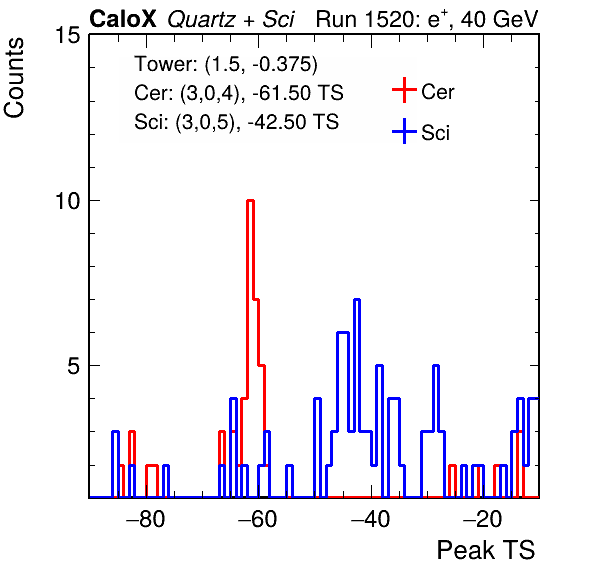 CaloX Quartz + Sci Run 1520: e⁺, 40 GeV
Counts
15
10
5
Tower: (1.5, -0.375)
Cer: (3,0,4), -61.50 TS
Sci: (3,0,5), -42.50 TS
Cer
Sci
−80 −60 −40 −20
Peak TS